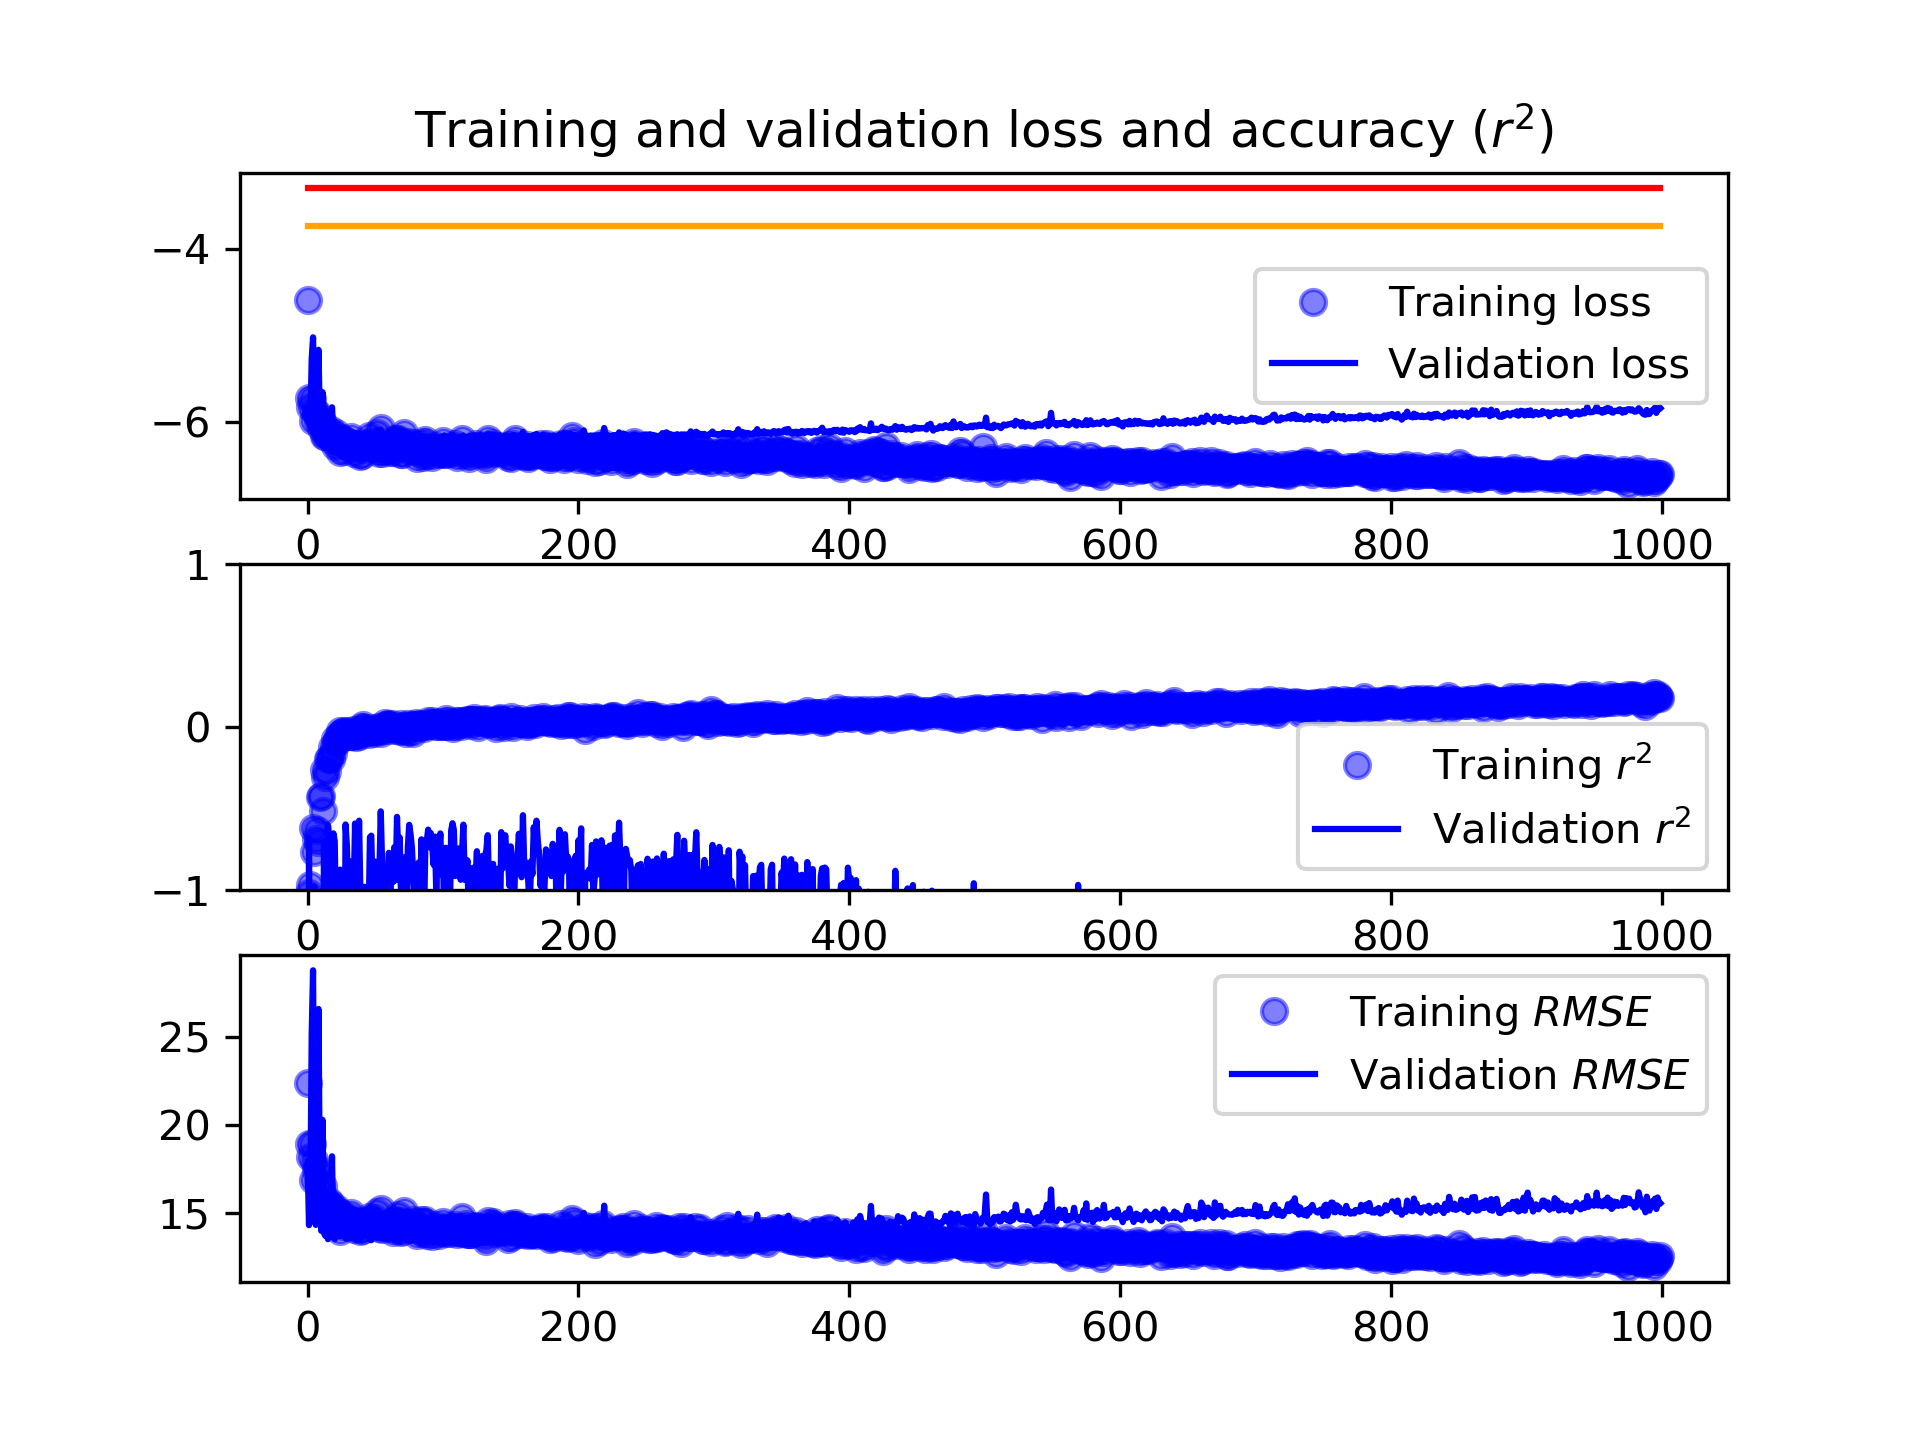 Training and validation loss and accuracy (r²)
−4
−6
Training loss
Validation loss
0 200 400 600 800 1000
1
0
−1
Training r²
Validation r²
0 200 400 600 800 1000
25
20
15
Training RMSE
Validation RMSE
0 200 400 600 800 1000